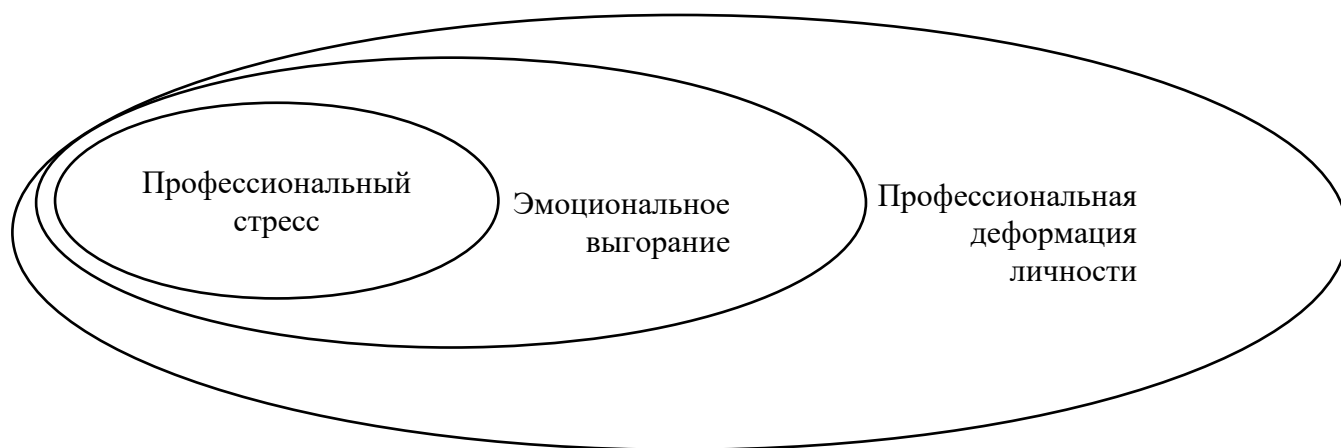 Профессиональный
стресс
Эмоциональное
выгорание
Профессиональная
деформация
личности